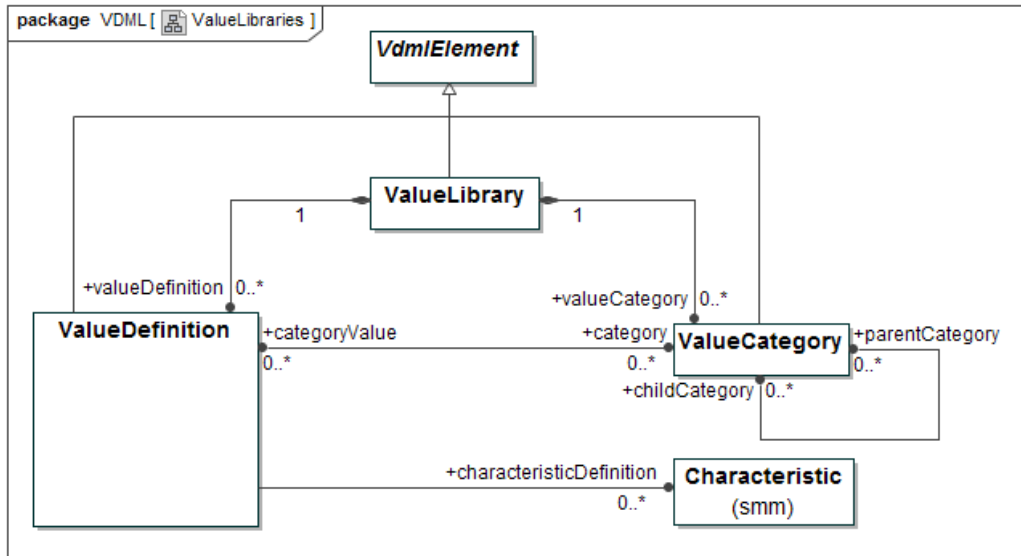 package VDML [ ValueLibraries ]
VdmlElement
ValueLibrary
1
1
+valueDefinition 0..*
+valueCategory 0..*
ValueDefinition
+categoryValue
0..*
+category
0..*
ValueCategory
+parentCategory
0..*
+childCategory 0..*
+characteristicDefinition
0..*
Characteristic
(smm)